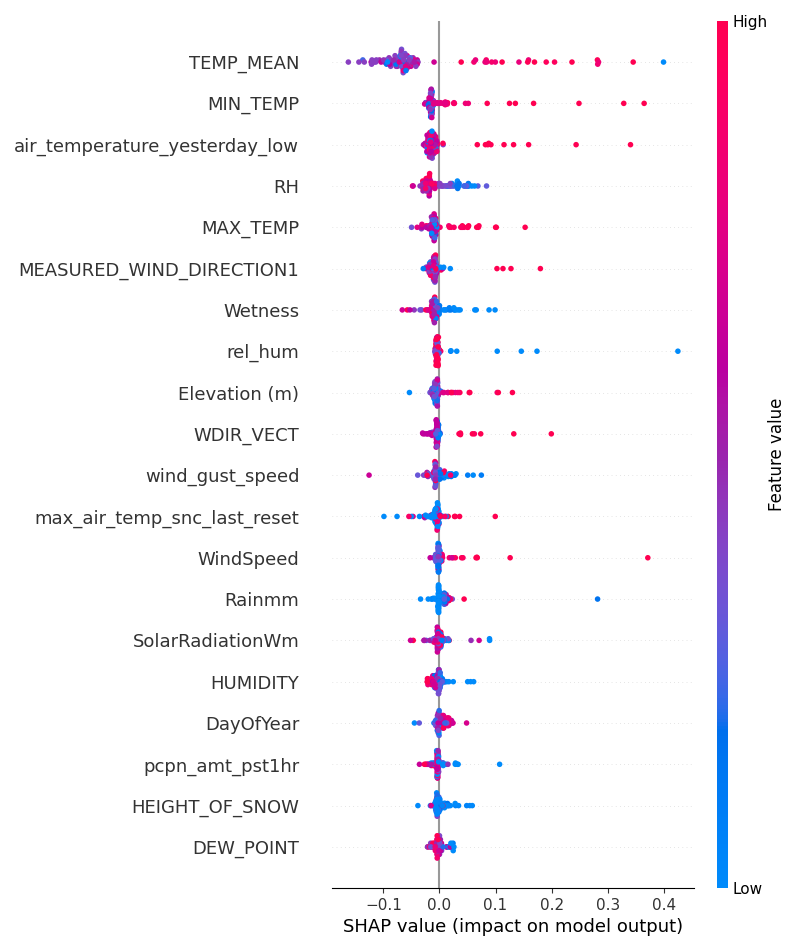 High
TEMP_MEAN
MIN_TEMP
air_temperature_yesterday_low
RH
MAX_TEMP
MEASURED_WIND_DIRECTION1
Wetness
rel_hum
Elevation (m)
WDIR_VECT
wind_gust_speed
max_air_temp_snc_last_reset
WindSpeed
Rainmm
SolarRadiationWm
HUMIDITY
DayOfYear
pcpn_amt_pst1hr
HEIGHT_OF_SNOW
DEW_POINT
Feature value
Low
−0.1 0.0 0.1 0.2 0.3 0.4
SHAP value (impact on model output)